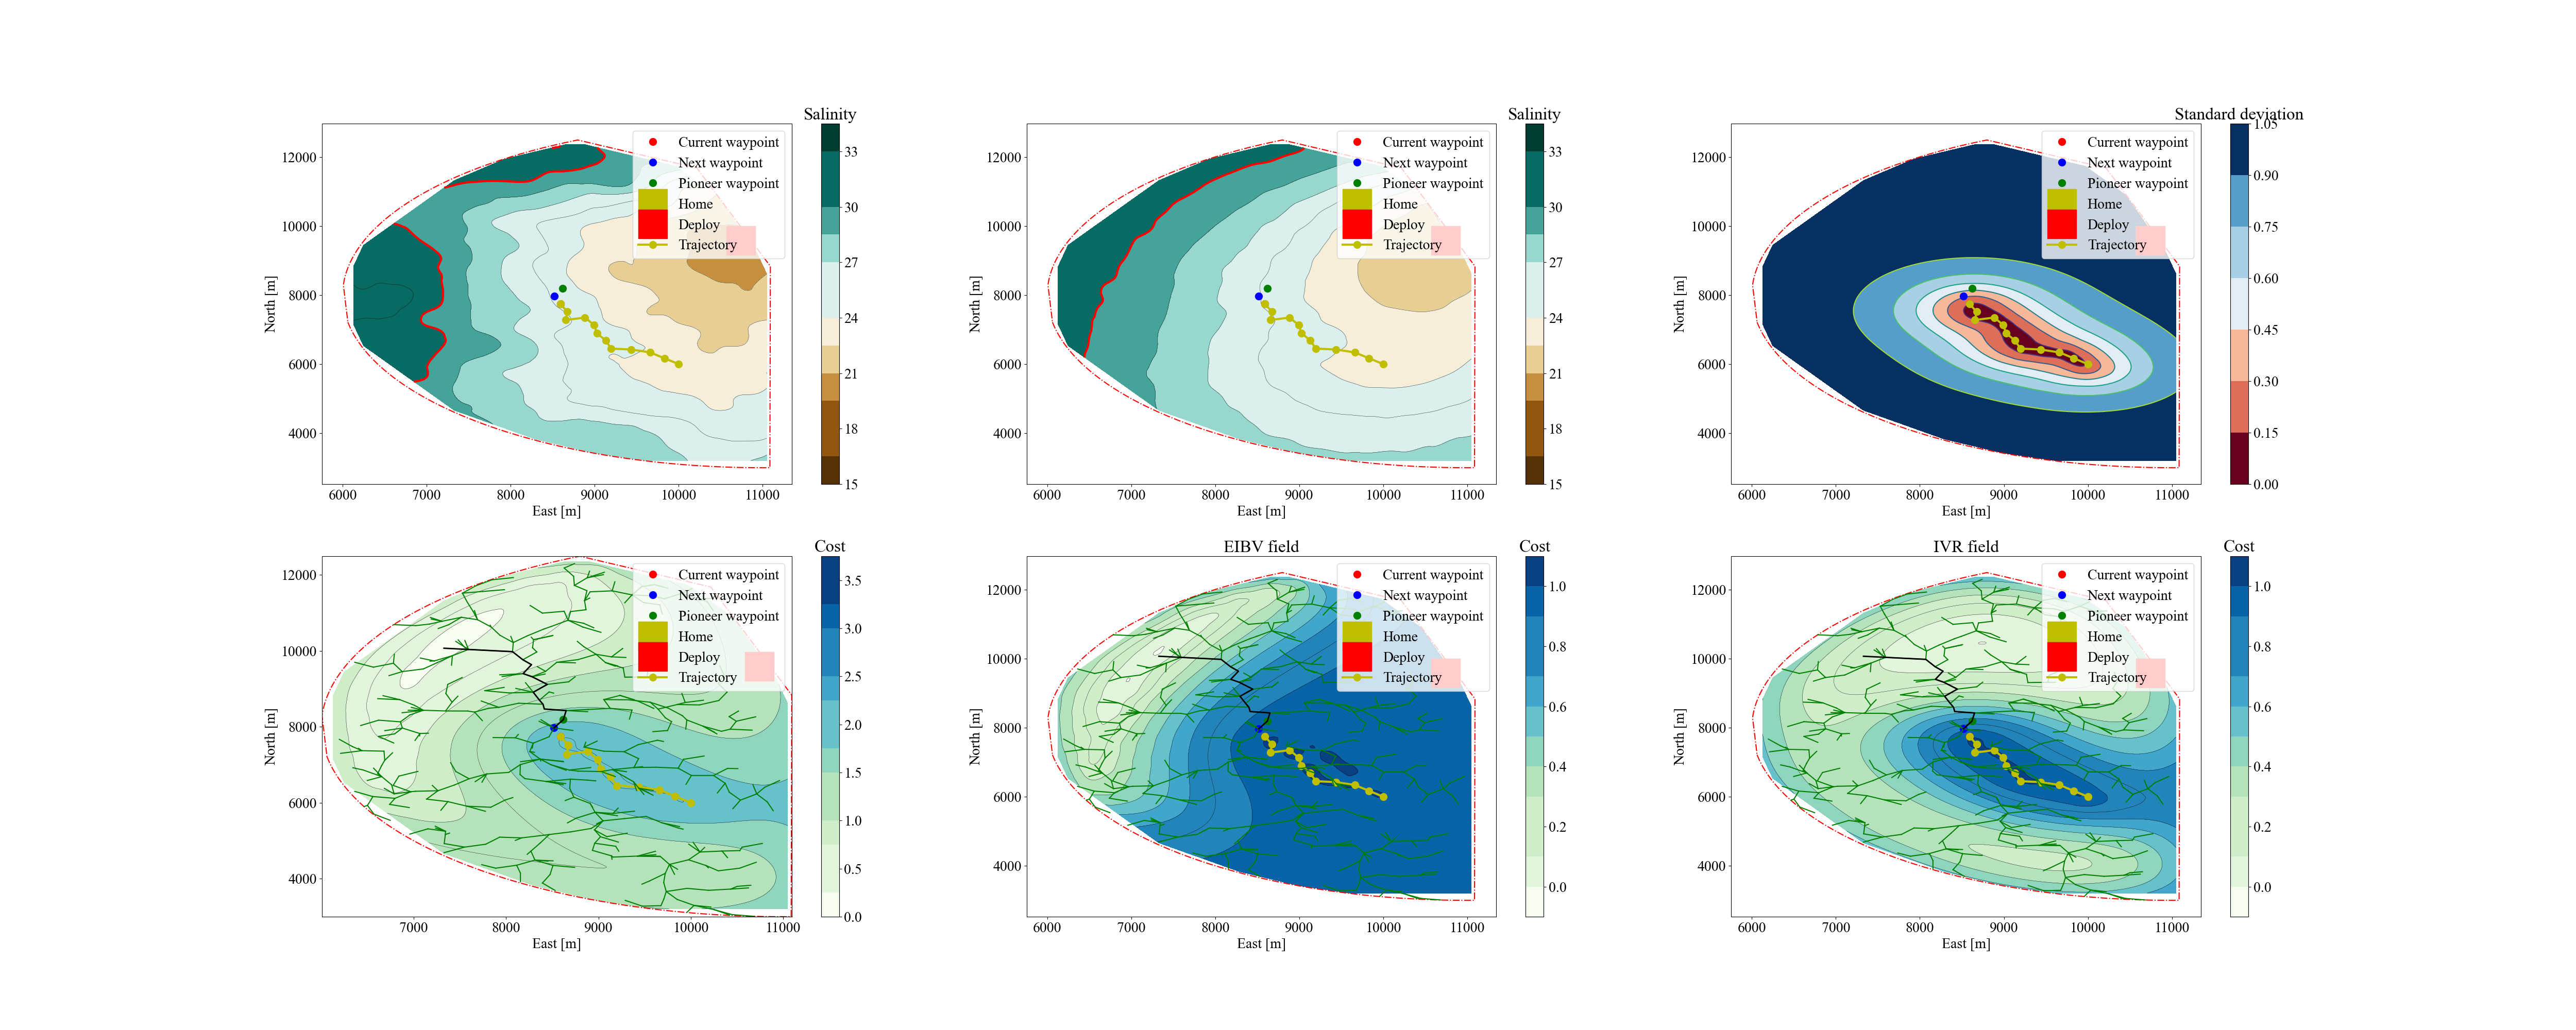 Salinity
Current waypoint
Next waypoint
Pioneer waypoint
Home
Deploy
Trajectory
12000
10000
8000
6000
4000
North [m]
6000 7000 8000 9000 10000 11000
East [m]
33
30
27
24
21
18
15
Salinity
Current waypoint
Next waypoint
Pioneer waypoint
Home
Deploy
Trajectory
12000
10000
8000
6000
4000
North [m]
6000 7000 8000 9000 10000 11000
East [m]
33
30
27
24
21
18
15
Standard deviation
Current waypoint
Next waypoint
Pioneer waypoint
Home
Deploy
Trajectory
12000
10000
8000
6000
4000
North [m]
6000 7000 8000 9000 10000 11000
East [m]
1.05
0.90
0.75
0.60
0.45
0.30
0.15
0.00
Cost
Current waypoint
Next waypoint
Pioneer waypoint
Home
Deploy
Trajectory
12000
10000
8000
6000
4000
North [m]
7000 8000 9000 10000 11000
East [m]
3.5
3.0
2.5
2.0
1.5
1.0
0.5
0.0
EIBV field
Cost
Current waypoint
Next waypoint
Pioneer waypoint
Home
Deploy
Trajectory
12000
10000
8000
6000
4000
North [m]
6000 7000 8000 9000 10000 11000
East [m]
1.0
0.8
0.6
0.4
0.2
0.0
IVR field
Cost
Current waypoint
Next waypoint
Pioneer waypoint
Home
Deploy
Trajectory
12000
10000
8000
6000
4000
North [m]
6000 7000 8000 9000 10000 11000
East [m]
1.0
0.8
0.6
0.4
0.2
0.0